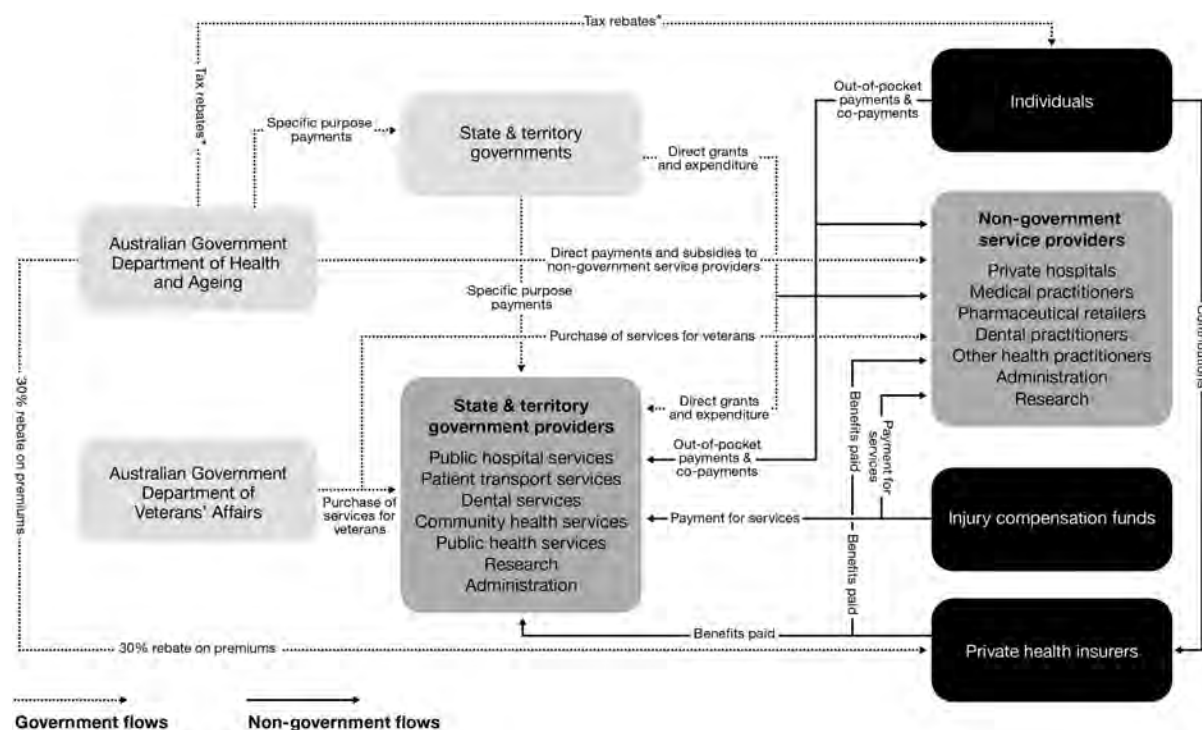 Tax rebates*
Tax rebates*
Specific purpose
payments
State & territory
governments
Direct grants
and expenditure
Out-of-pocket
payments &
co-payments
Individuals
Australian Government
Department of Health
and Ageing
Direct payments and subsidies to
non-government service providers
Specific purpose
payments
Purchase of services for veterans
Non-government
service providers
Private hospitals
Medical practitioners
Pharmaceutical retailers
Dental practitioners
Other health practitioners
Administration
Research
Contributions
30% rebate on premiums
Australian Government
Department of
Veterans' Affairs
Purchase of
services for
veterans
State & territory
government providers
Public hospital services
Patient transport services
Dental services
Community health services
Public health services
Research
Administration
Direct grants
and expenditure
Out-of-pocket
payments &
co-payments
Payment for services
Benefits paid
Benefits paid
Payment for
services
Injury compensation funds
Benefits paid
30% rebate on premiums
Private health insurers
Government flows
Non-government flows